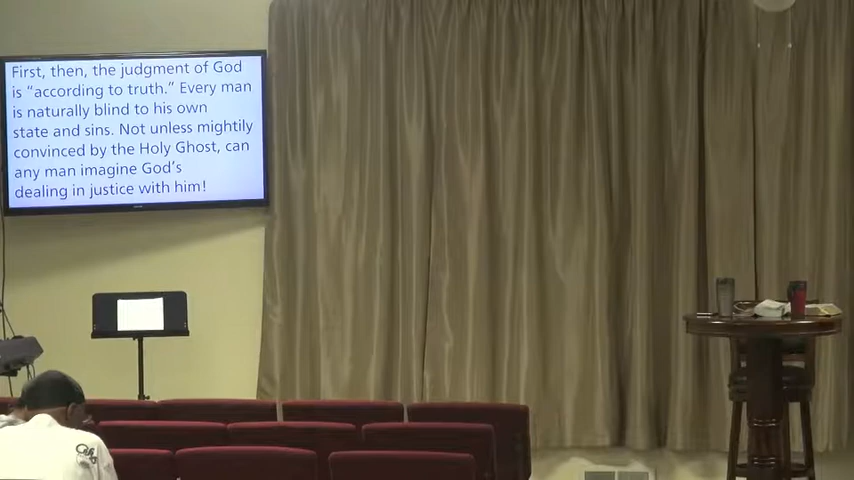 First, then, the judgment of God
is “according to truth.” Every man
is naturally blind to his own
state and sins. Not unless mightily
convinced by the Holy Ghost, can
any man imagine God’s
dealing in justice with him!